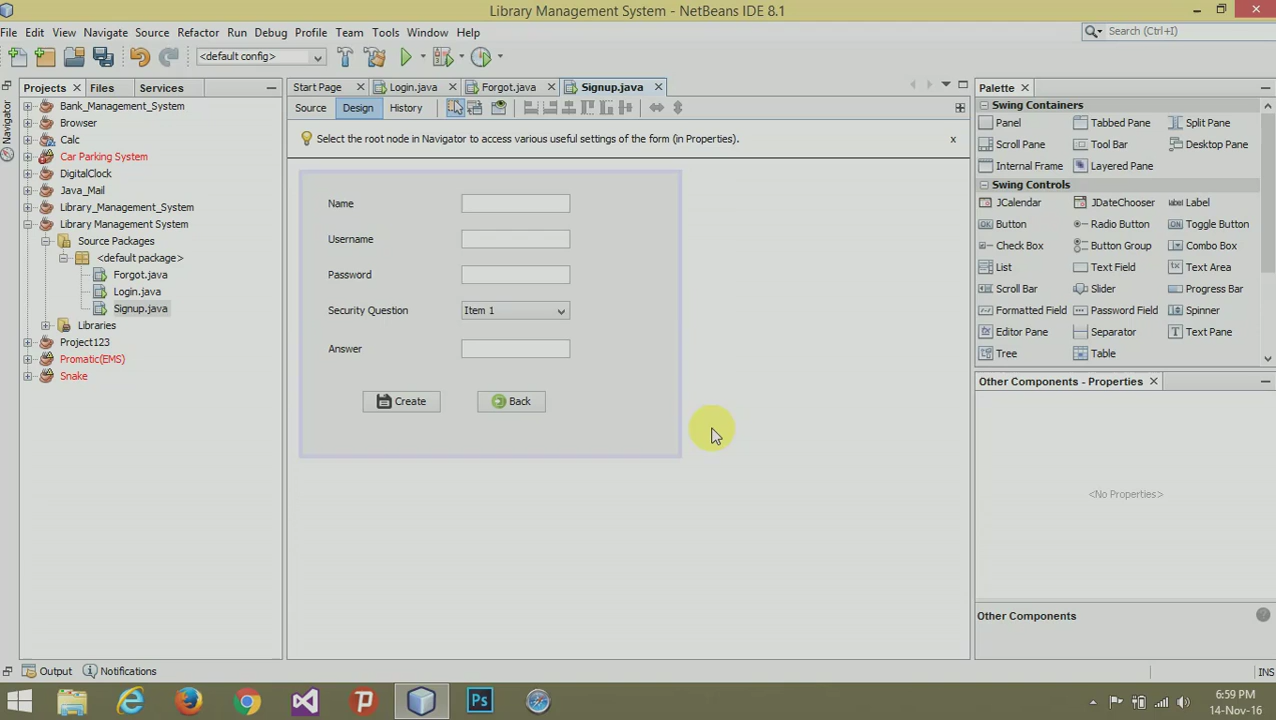 Library Management System - NetBeans IDE 8.1
File Edit View Navigate Source Refactor Run Debug Profile Team Tools Window Help
Search (Ctrl+I)
<default config>
Projects Files Services
Start Page Login.java Forgot.java Signup.java
Palette
Source Design History
Navigator
Select the root node in Navigator to access various useful settings of the form (in Properties).
x
Bank_Management_System
Browser
Calc
Car Parking System
DigitalClock
Java_Mail
Library_Management_System
Library Management System
Source Packages
<default package>
Forgot.java
Login.java
Signup.java
Libraries
Project123
Promatic(EMS)
Snake
Name
Username
Password
Security Question Item 1
Answer
Create Back
Swing Containers
Panel Tabbed Pane Split Pane
Scroll Pane Tool Bar Desktop Pane
Internal Frame Layered Pane
Swing Controls
JCalendar JDateChooser label Label
Button Radio Button Toggle Button
Check Box Button Group Combo Box
List Text Field Text Area
Scroll Bar Slider Progress Bar
Formatted Field Password Field Spinner
Editor Pane Separator Text Pane
Tree Table
Other Components - Properties
<No Properties>
Other Components
Output Notifications
INS
Ps
6:59 PM
14-Nov-16